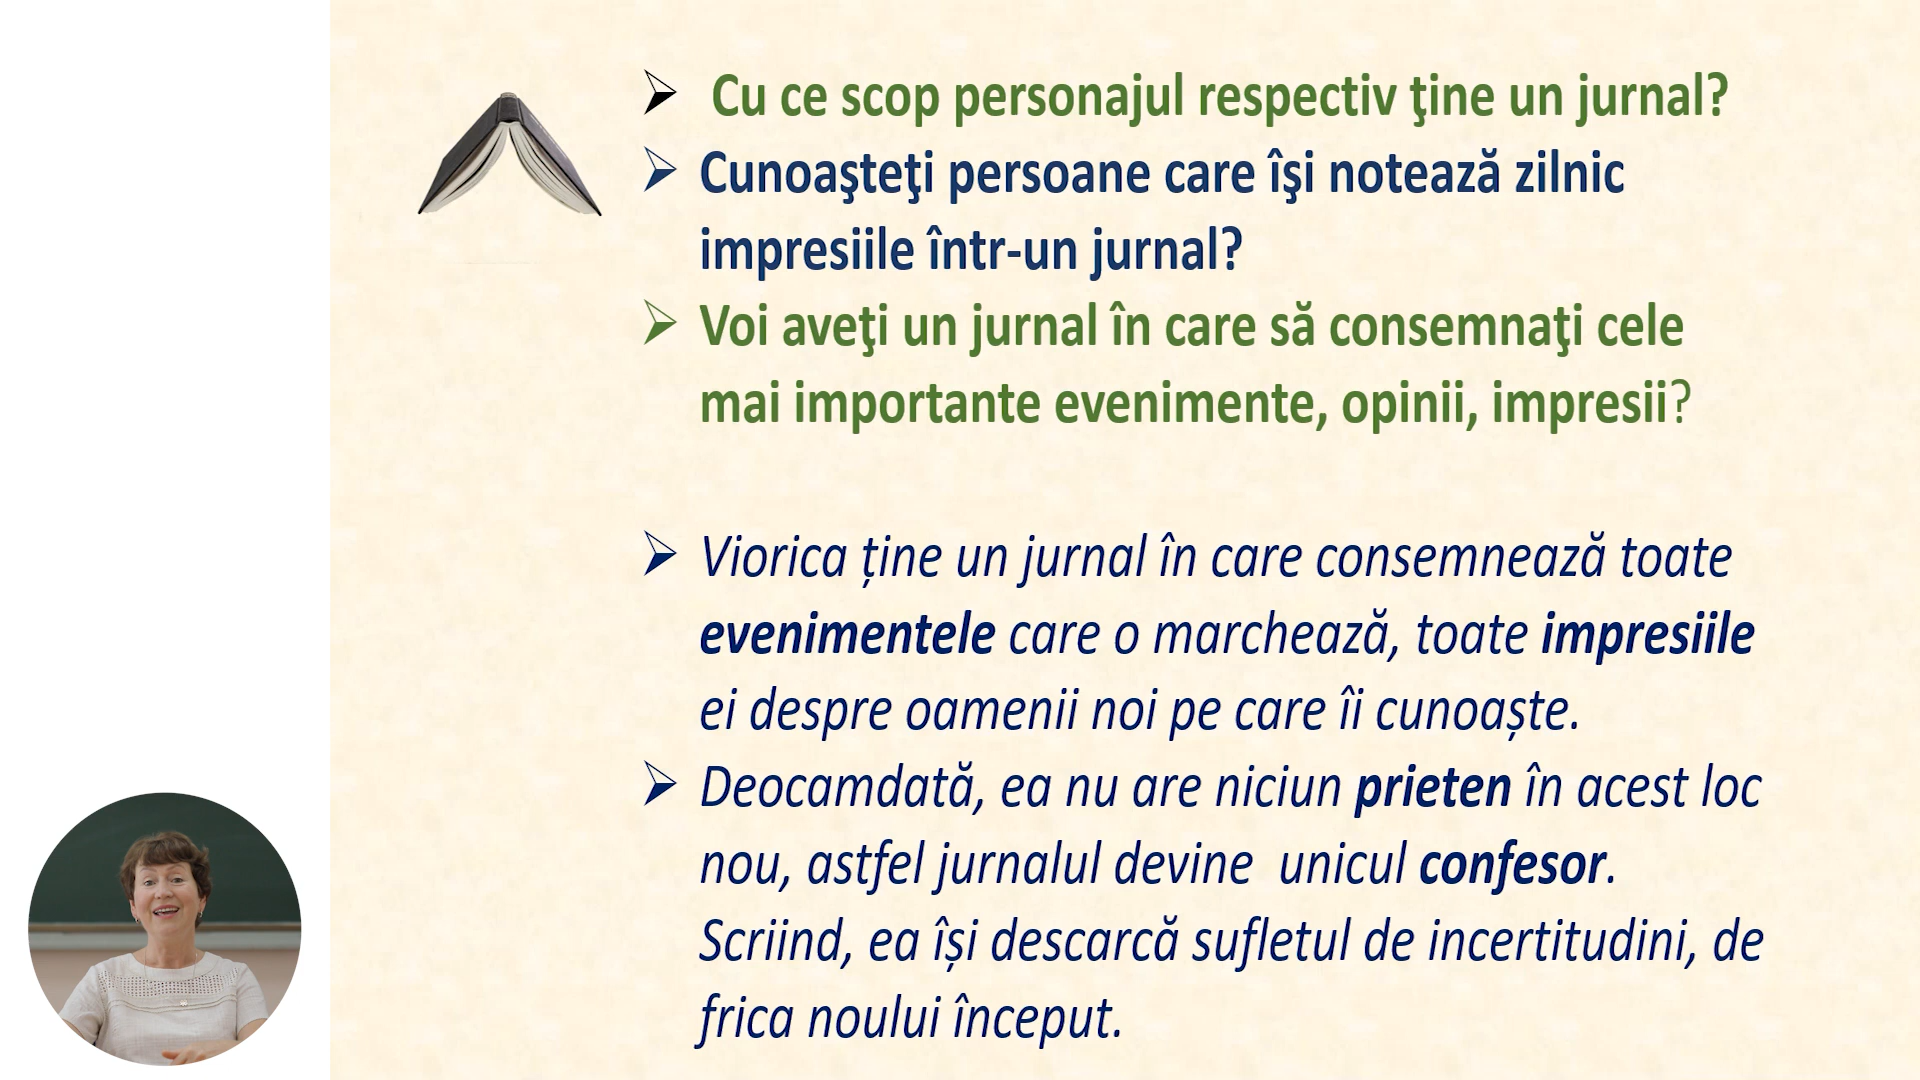 Cu ce scop personajul respectiv ţine un jurnal?
Cunoaşteţi persoane care îşi notează zilnic
impresiile într-un jurnal?
Voi aveţi un jurnal în care să consemnaţi cele
mai importante evenimente, opinii, impresii?
Viorica ține un jurnal în care consemnează toate
evenimentele care o marchează, toate impresiile
ei despre oamenii noi pe care îi cunoaște.
Deocamdată, ea nu are niciun prieten în acest loc
nou, astfel jurnalul devine unicul confesor.
Scriind, ea își descarcă sufletul de incertitudini, de
frica noului început.